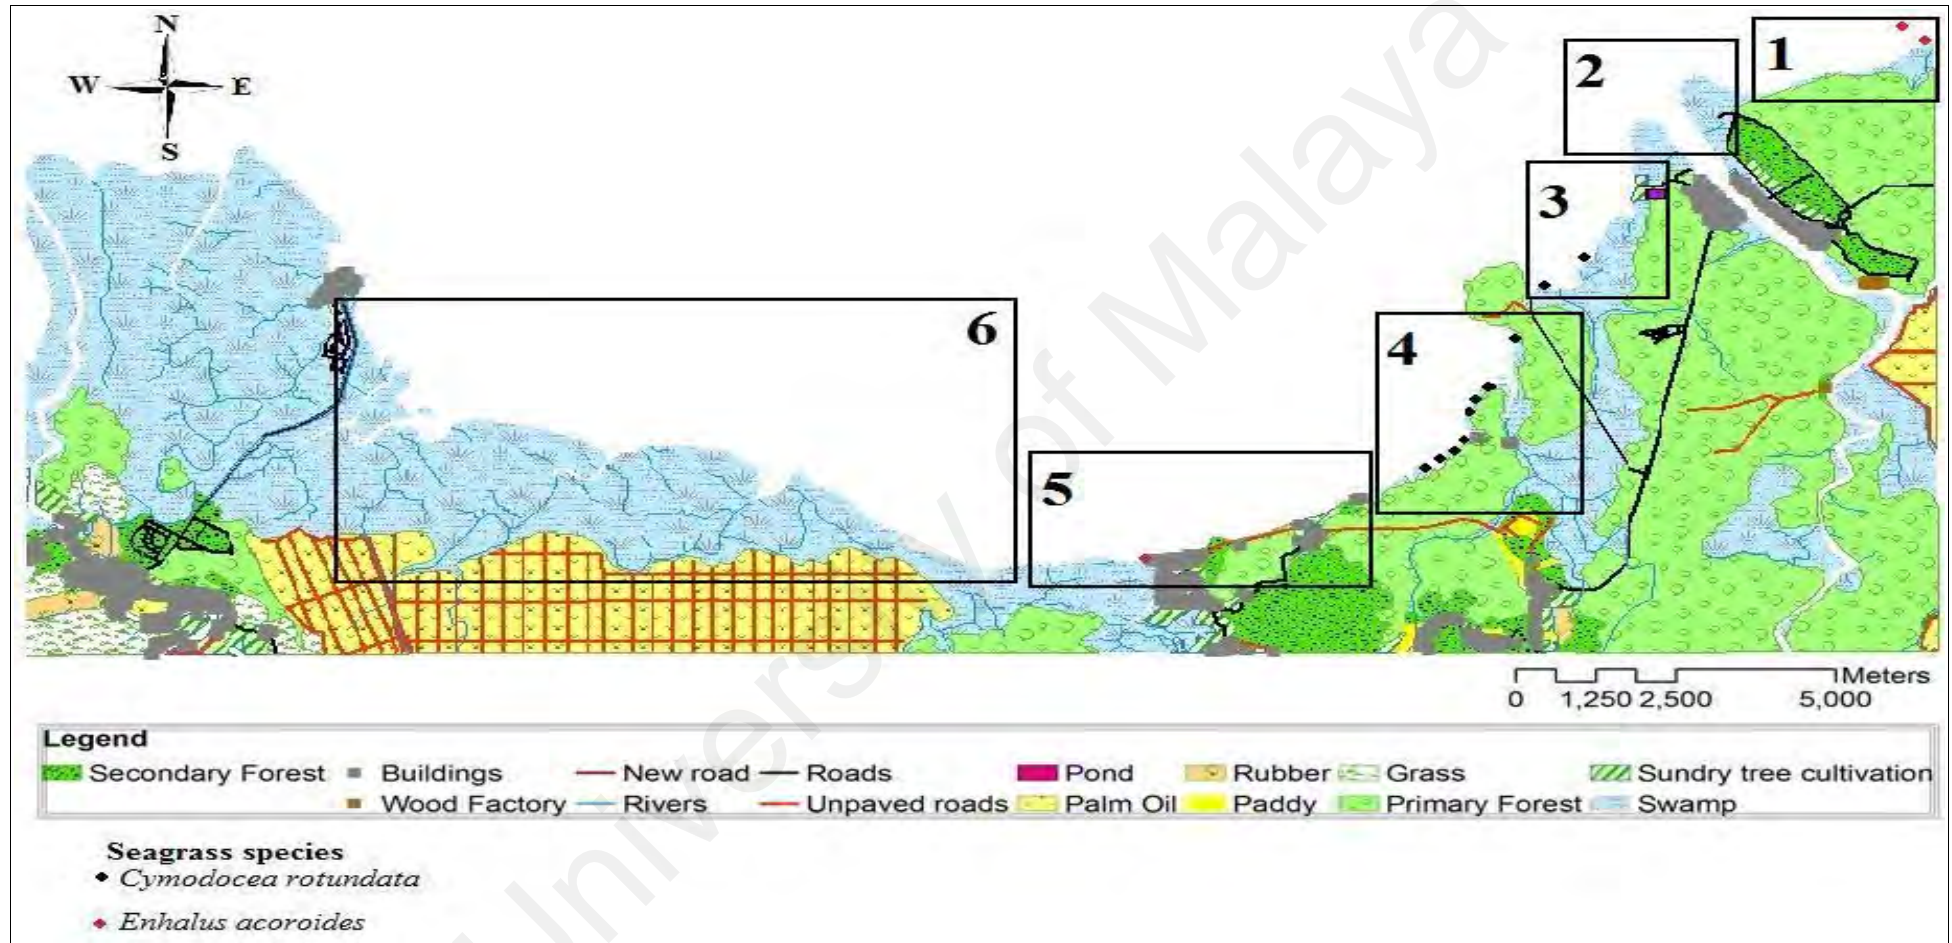 N
W E
S
1
2
3
4
5
6
Meters
0 1,250 2,500 5,000
Legend
Secondary Forest Buildings New road Roads Pond Rubber Grass Sundry tree cultivation
Wood Factory Rivers Unpaved roads Palm Oil Paddy Primary Forest Swamp
Seagrass species
Cymodocea rotundata
Enhalus acoroides
University of Malaya